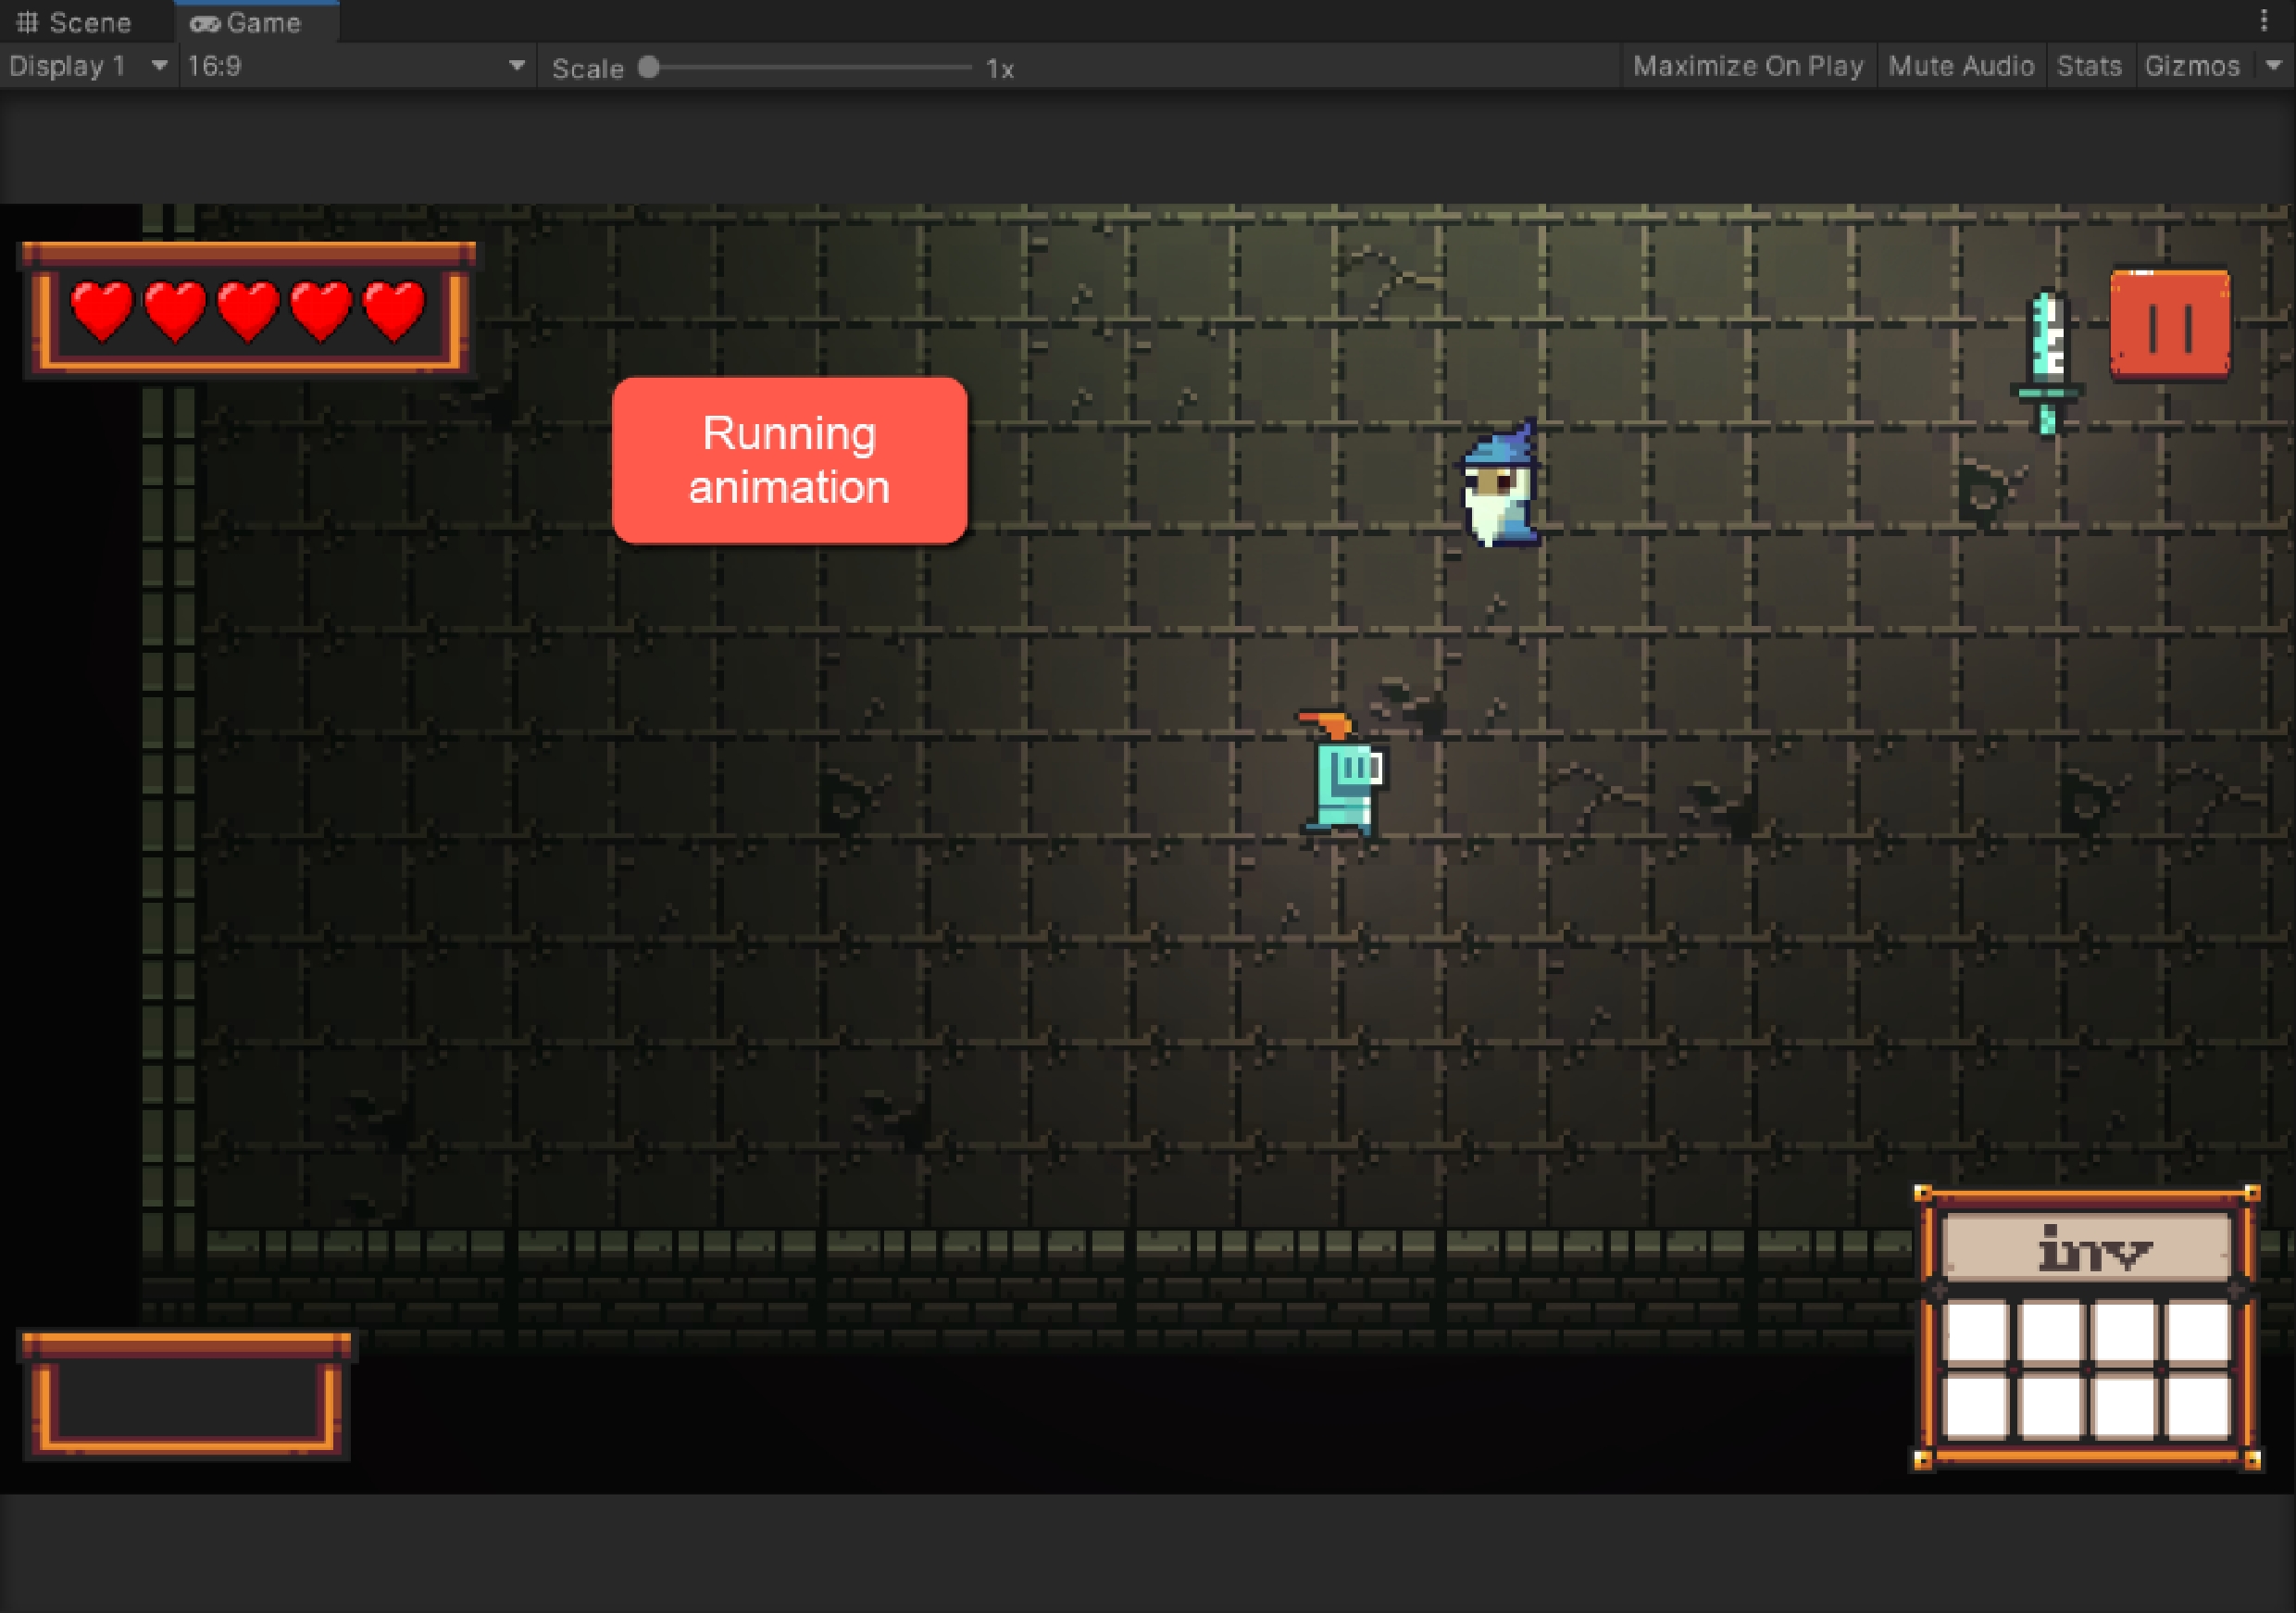 Scene
Game
Display 1
16:9
Scale
1x
Maximize On Play
Mute Audio
Stats
Gizmos
Running
animation
inv